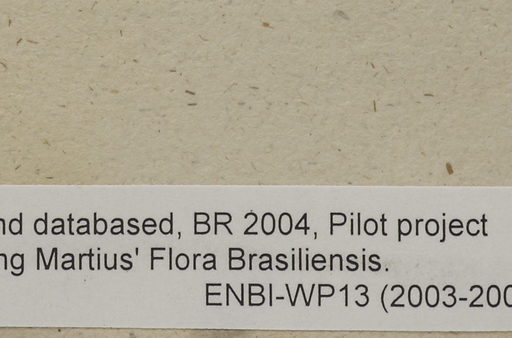 nd databased, BR 2004, Pilot project
ng Martius' Flora Brasiliensis.
ENBI-WP13 (2003-200